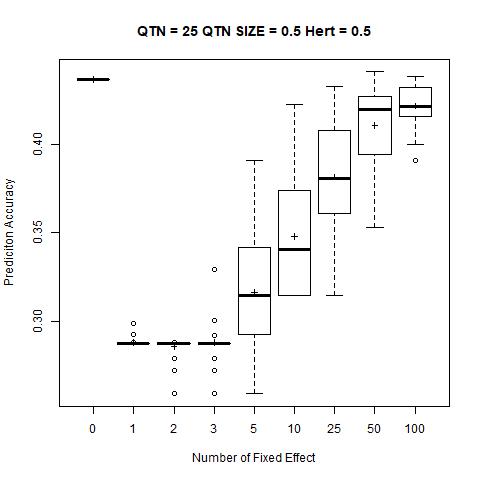 QTN = 25 QTN SIZE = 0.5 Hert = 0.5
Prediciton Accuracy
0.40
0.35
0.30
0 1 2 3 5 10 25 50 100
Number of Fixed Effect